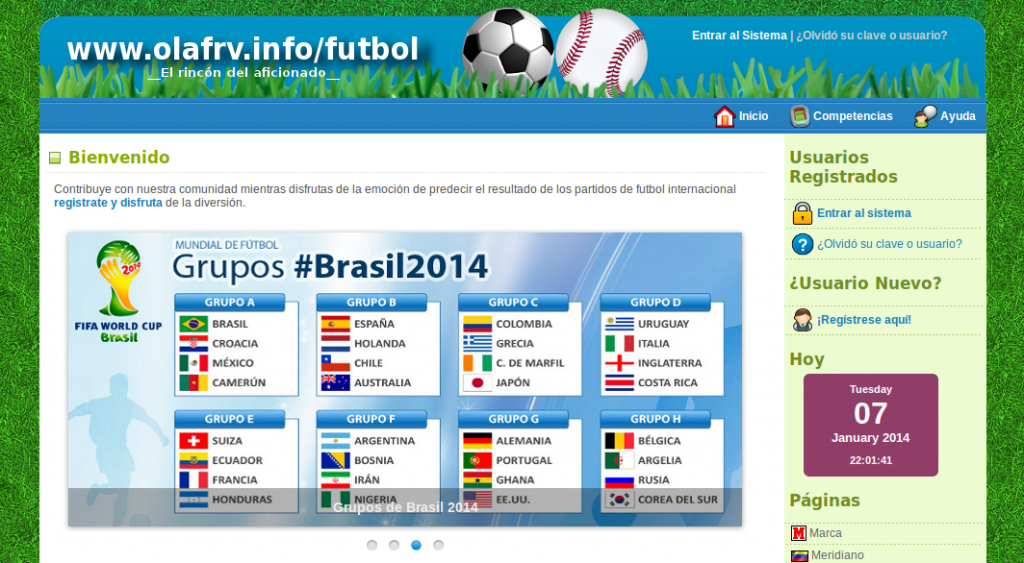 www.olafrv.info/futbol
__El rincón del aficionado__
Entrar al Sistema | ¿Olvidó su clave o usuario?
Inicio
Competencias
Ayuda
Bienvenido
Contribuye con nuestra comunidad mientras disfrutas de la emoción de predecir el resultado de los partidos de futbol internacional
registrate y disfruta de la diversión.
2014
FIFA WORLD CUP
Brasil
MUNDIAL DE FÚTBOL
Grupos #Brasil2014
GRUPO A
BRASIL
CROACIA
MÉXICO
CAMERÚN
GRUPO B
ESPAÑA
HOLANDA
CHILE
AUSTRALIA
GRUPO C
COLOMBIA
GRECIA
C. DE MARFIL
JAPÓN
GRUPO D
URUGUAY
ITALIA
INGLATERRA
COSTA RICA
GRUPO E
SUIZA
ECUADOR
FRANCIA
HONDURAS
GRUPO F
ARGENTINA
BOSNIA
IRÁN
NIGERIA
GRUPO G
ALEMANIA
PORTUGAL
GHANA
EE.UU.
GRUPO H
BÉLGICA
ARGELIA
RUSIA
COREA DEL SUR
Grupos de Brasil 2014
Usuarios
Registrados
Entrar al sistema
¿Olvidó su clave o usuario?
¿Usuario Nuevo?
¡Regístrese aquí!
Hoy
Tuesday
07
January 2014
22:01:41
Páginas
M Marca
Meridiano